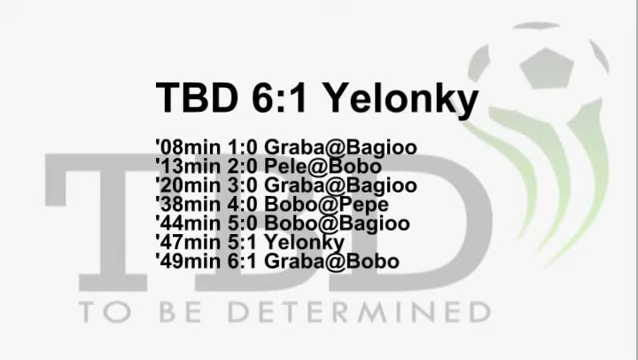 TBD 6:1 Yelonky
'08min 1:0 Graba@Bagioo
'13min 2:0 Pele@Bobo
'20min 3:0 Graba@Bagioo
'38min 4:0 Bobo@Pepe
'44min 5:0 Bobo@Bagioo
'47min 5:1 Yelonky
'49min 6:1 Graba@Bobo
TBD
TO BE DETERMINED